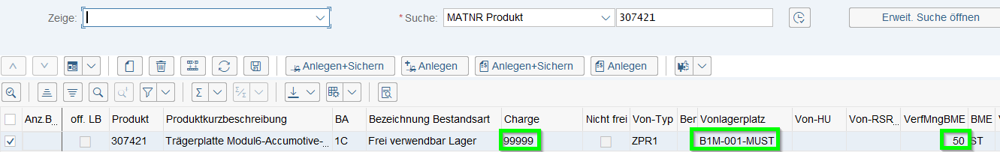 Zeige:
* Suche: MATNR Produkt 307421 Erweit. Suche öffnen
Anlegen+Sichern Anlegen Anlegen+Sichern Anlegen
Anz.B... off. LB Produkt Produktkurzbeschreibung BA Bezeichnung Bestandsart Charge Nicht frei Von-Typ Ber Vonlagerplatz Von-HU Von-RSR... VerfMngBME BME
307421 Trägerplatte Modul6-Accumotive-... 1C Frei verwendbar Lager 99999 ZPR1 B1M-001-MUST 50 ST